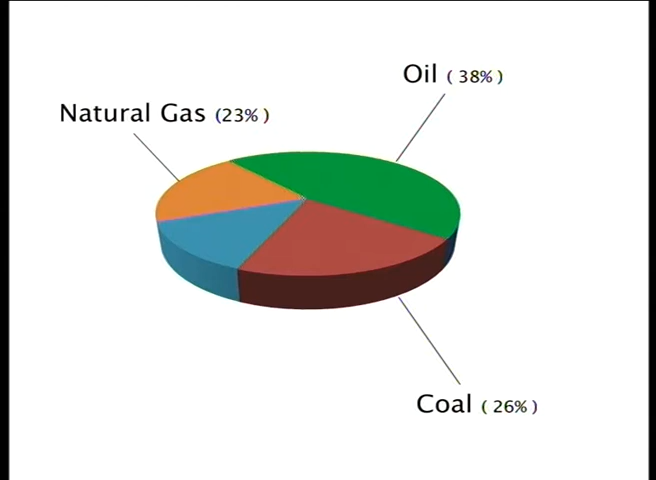 Oil ( 38% )
Natural Gas (23% )
Coal ( 26% )